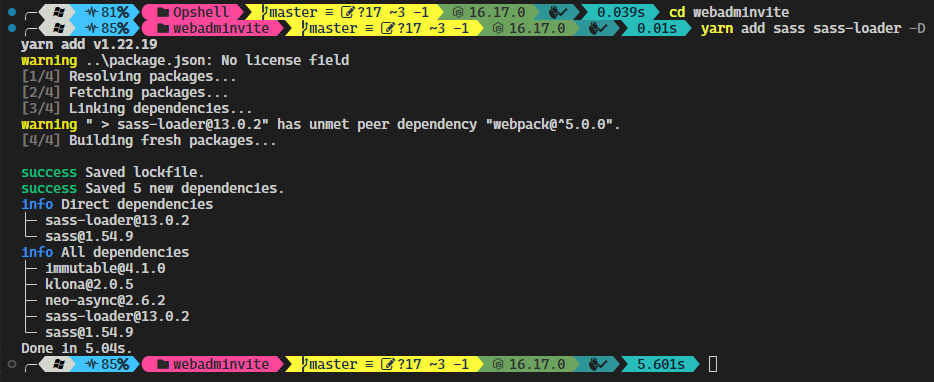 81% Opshell master ≡ ?17 ~3 -1 16.17.0 0.039s cd webadminvite
85% webadminvite master ≡ ?17 ~3 -1 16.17.0 0.01s yarn add sass sass-loader -D
yarn add v1.22.19
warning ..\package.json: No license field
[1/4] Resolving packages...
[2/4] Fetching packages...
[3/4] Linking dependencies...
warning " > sass-loader@13.0.2" has unmet peer dependency "webpack@^5.0.0".
[4/4] Building fresh packages...
success Saved lockfile.
success Saved 5 new dependencies.
info Direct dependencies
├─ sass-loader@13.0.2
└─ sass@1.54.9
info All dependencies
├─ immutable@4.1.0
├─ klona@2.0.5
├─ neo-async@2.6.2
├─ sass-loader@13.0.2
└─ sass@1.54.9
Done in 5.04s.
85% webadminvite master ≡ ?17 ~3 -1 16.17.0 5.601s